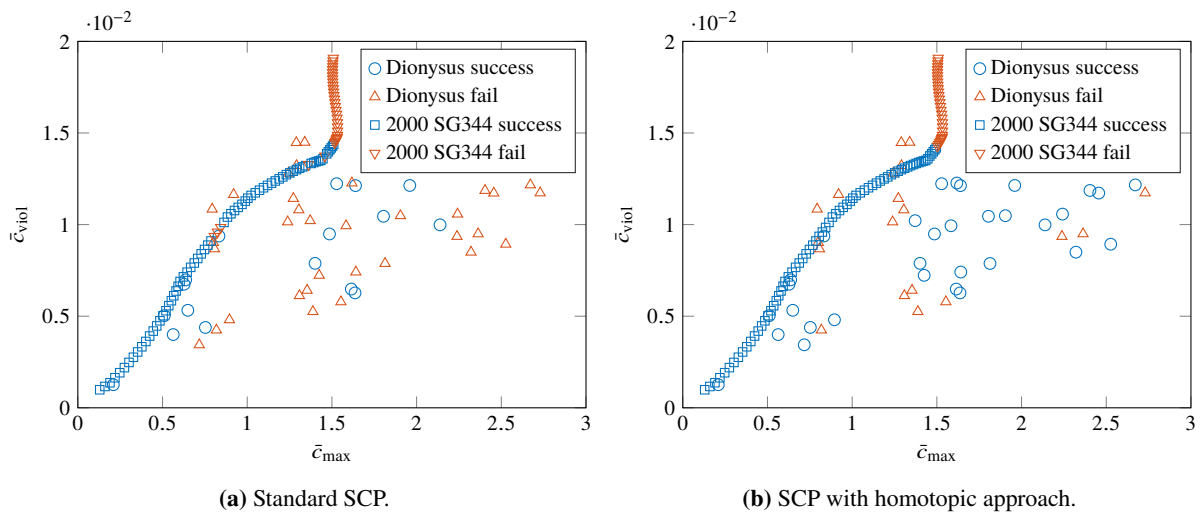 ·10⁻²
2
1.5
1
0.5
0
c̄viol
0
0.5
1
1.5
2
2.5
3
c̄max
Dionysus success
Dionysus fail
2000 SG344 success
2000 SG344 fail
(a) Standard SCP.
·10⁻²
2
1.5
1
0.5
0
c̄viol
0
0.5
1
1.5
2
2.5
3
c̄max
Dionysus success
Dionysus fail
2000 SG344 success
2000 SG344 fail
(b) SCP with homotopic approach.